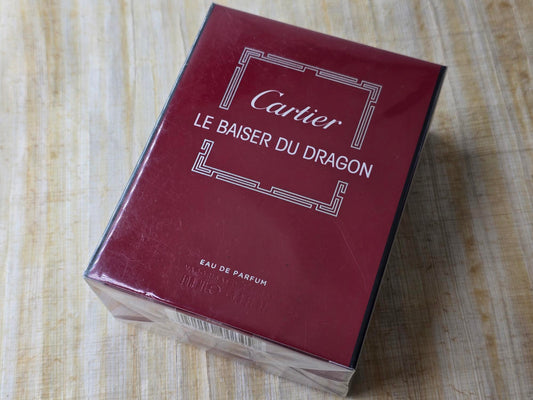 Cartier
LE BAISER DU DRAGON
EAU DE PARFUM